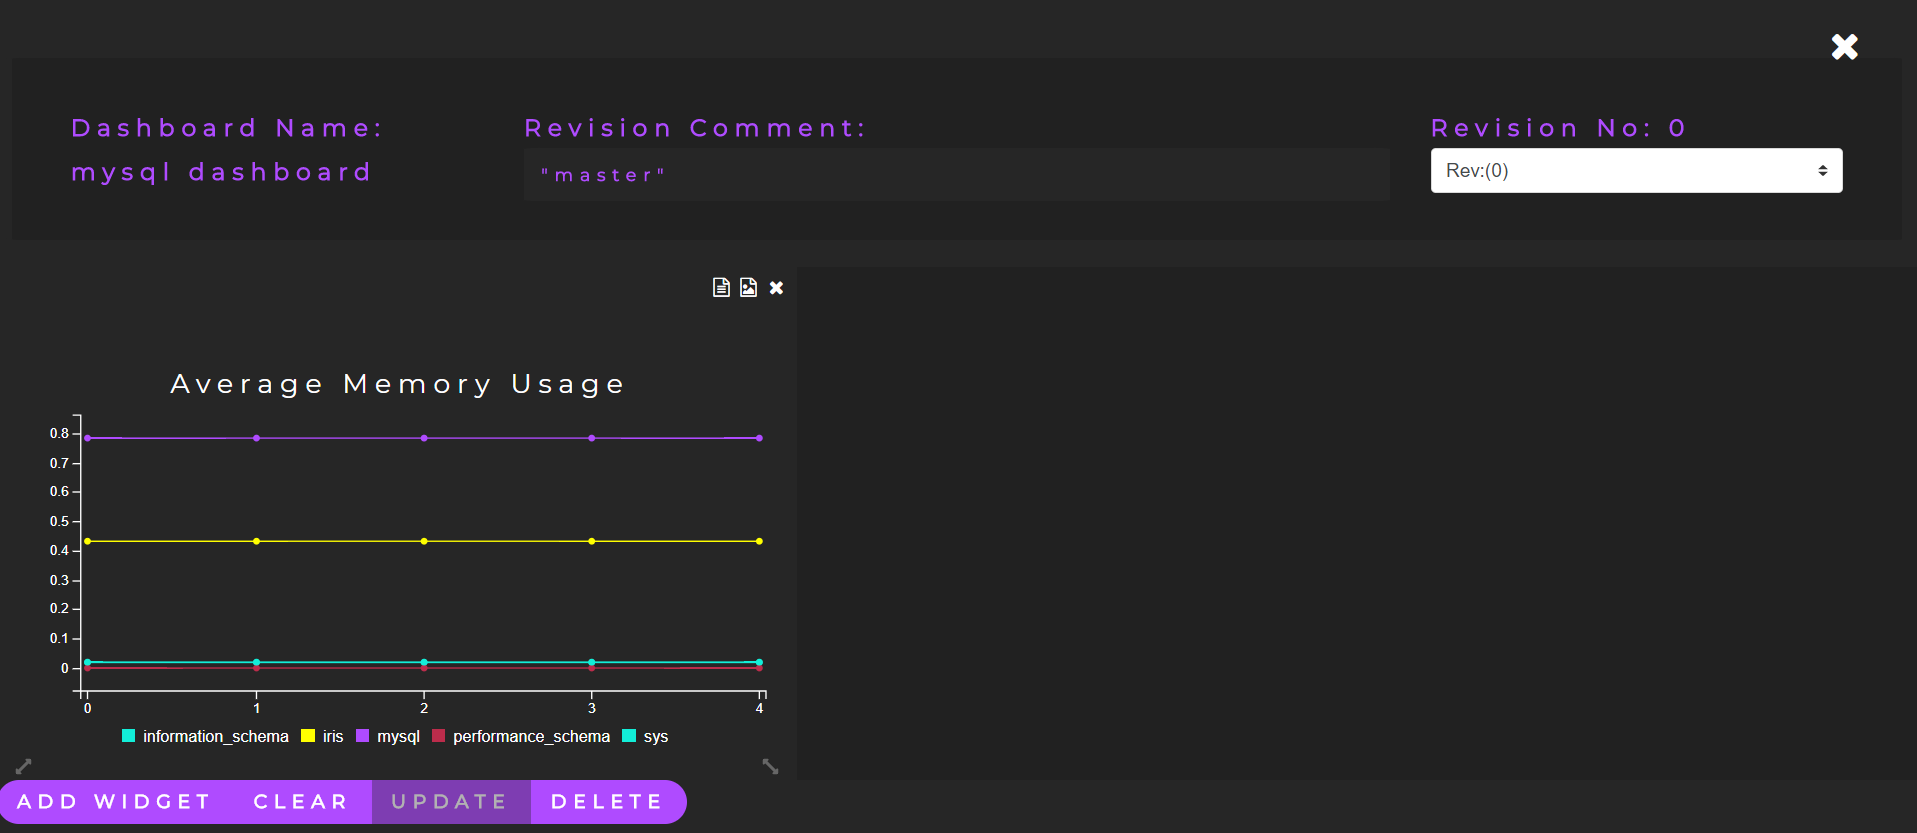 Dashboard Name:
mysql dashboard
Revision Comment:
"master"
Revision No: 0
Rev:(0)
Average Memory Usage
0.8
0.7
0.6
0.5
0.4
0.3
0.2
0.1
0
0 1 2 3 4
information_schema iris mysql performance_schema sys
ADD WIDGET CLEAR UPDATE DELETE